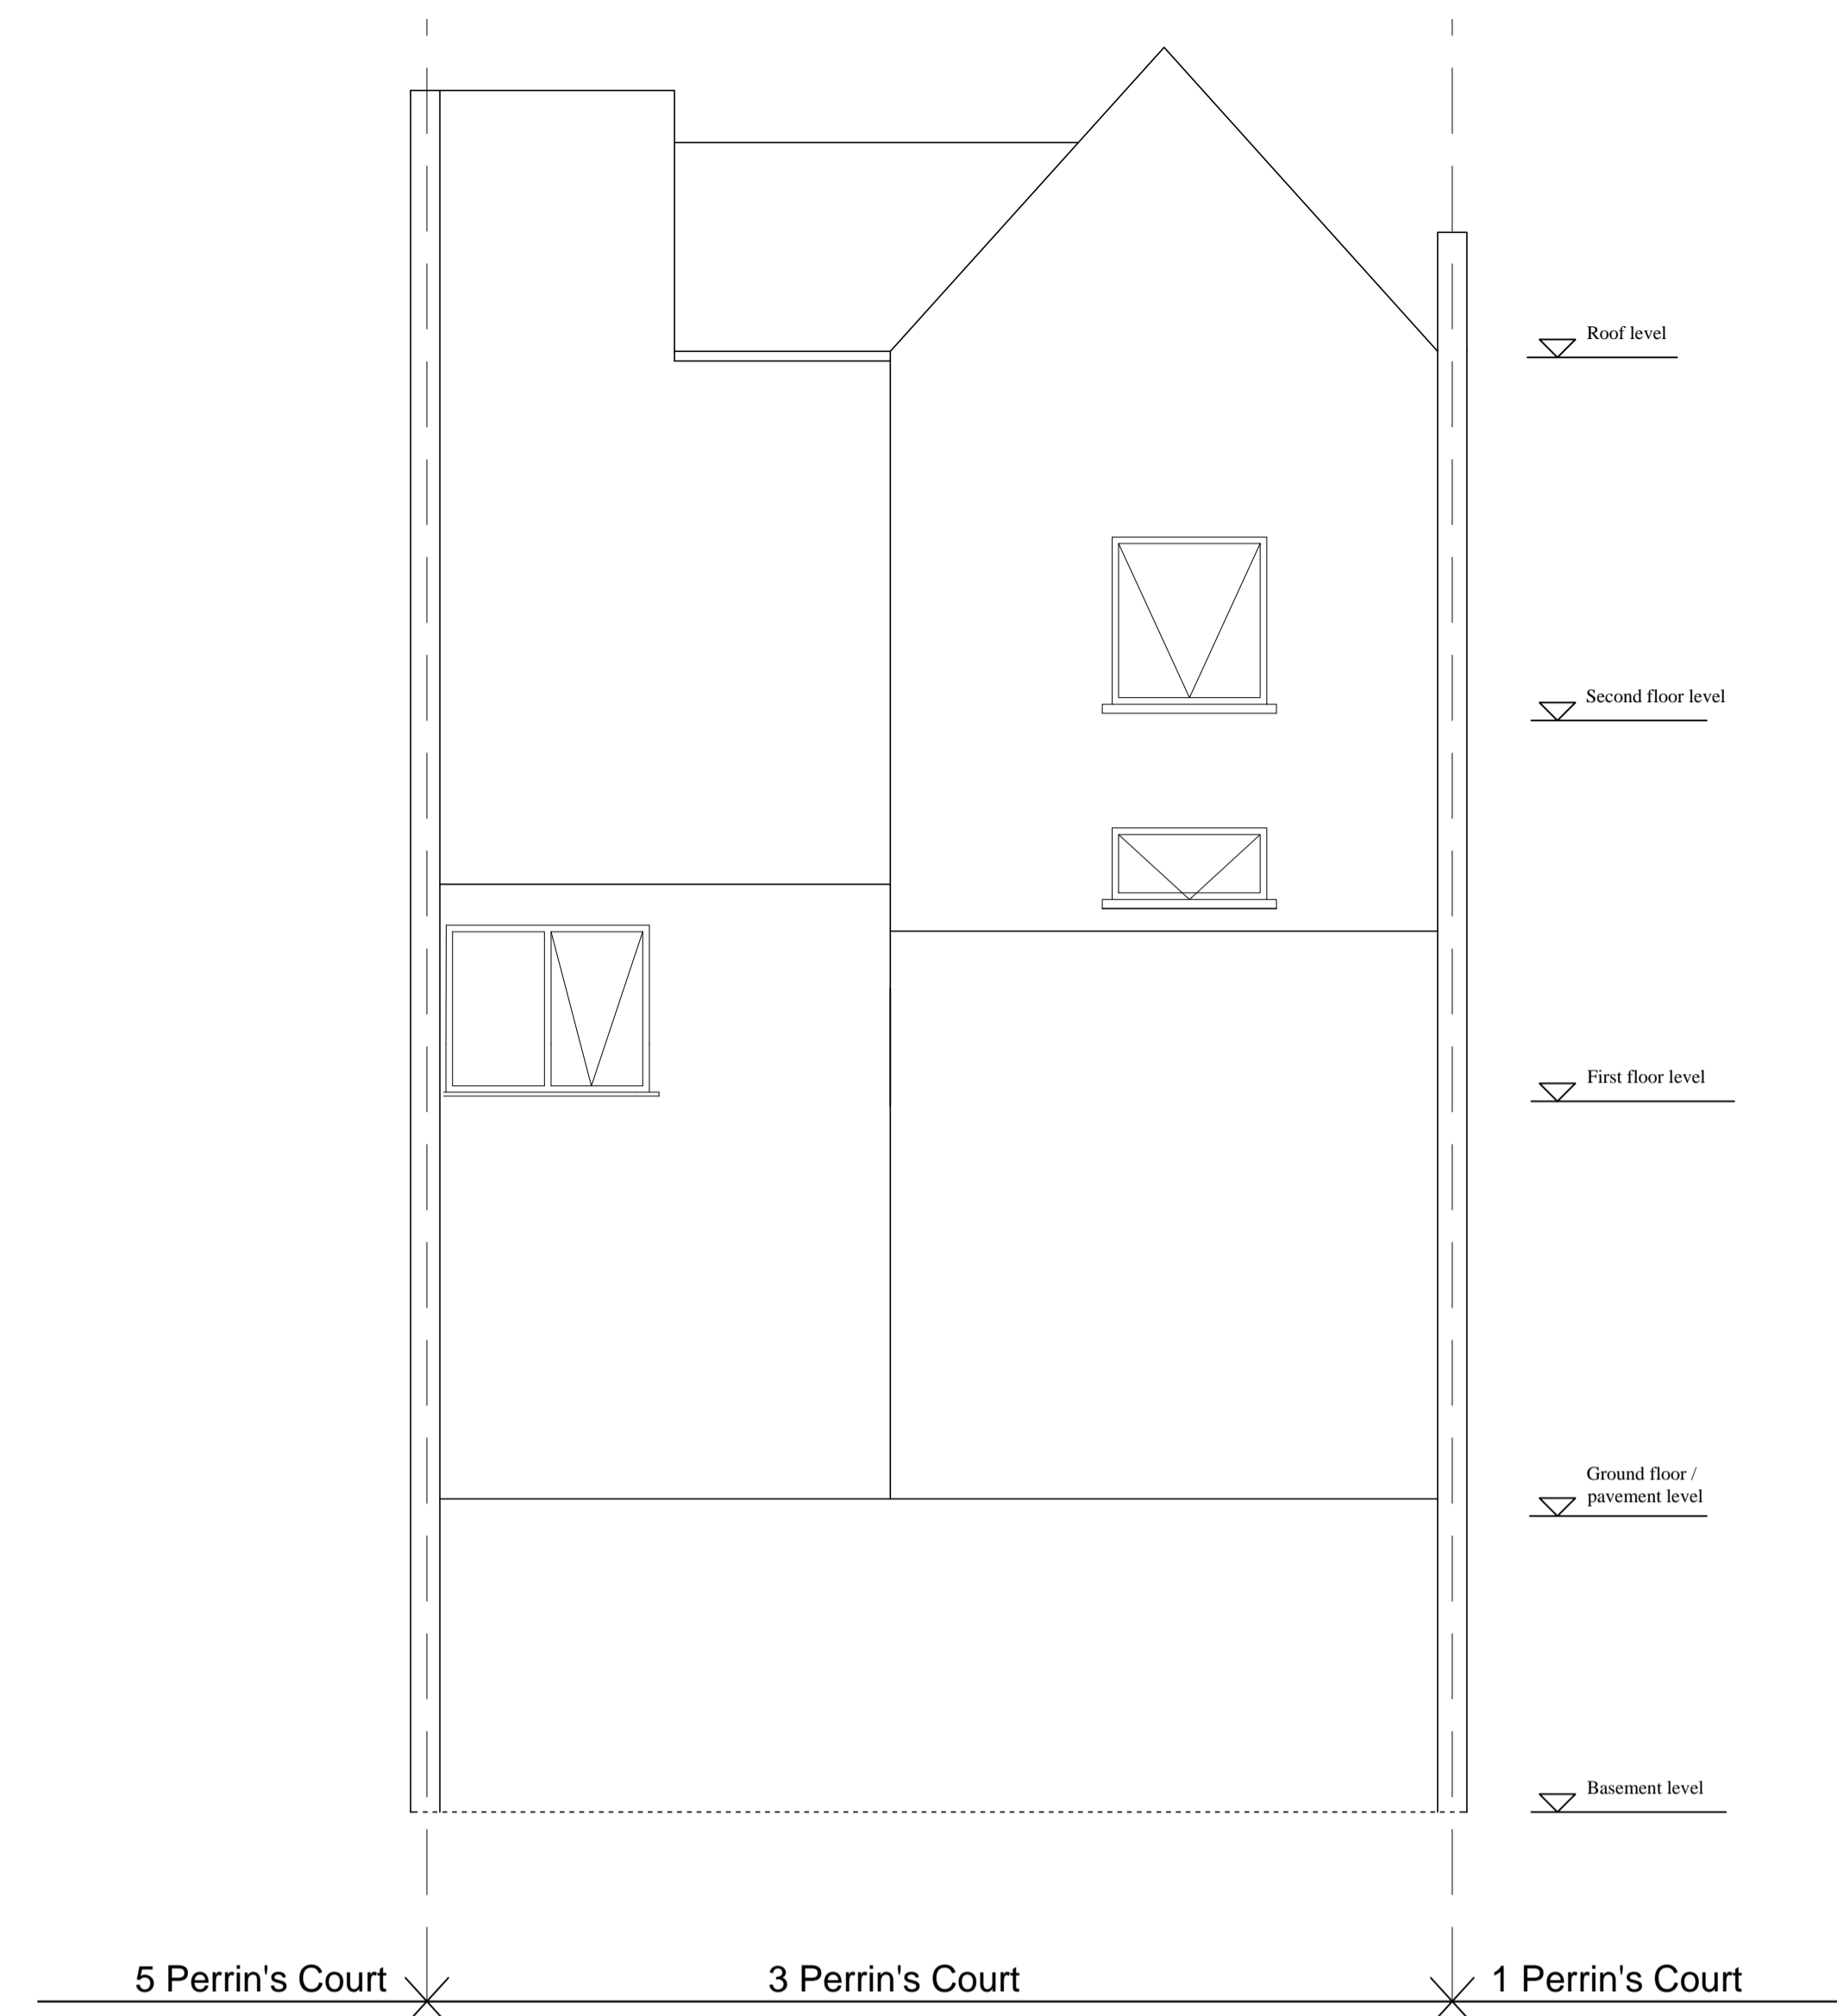 Roof level
Second floor level
First floor level
Ground floor /
pavement level
Basement level
5 Perrin's Court
3 Perrin's Court
1 Perrin's Court